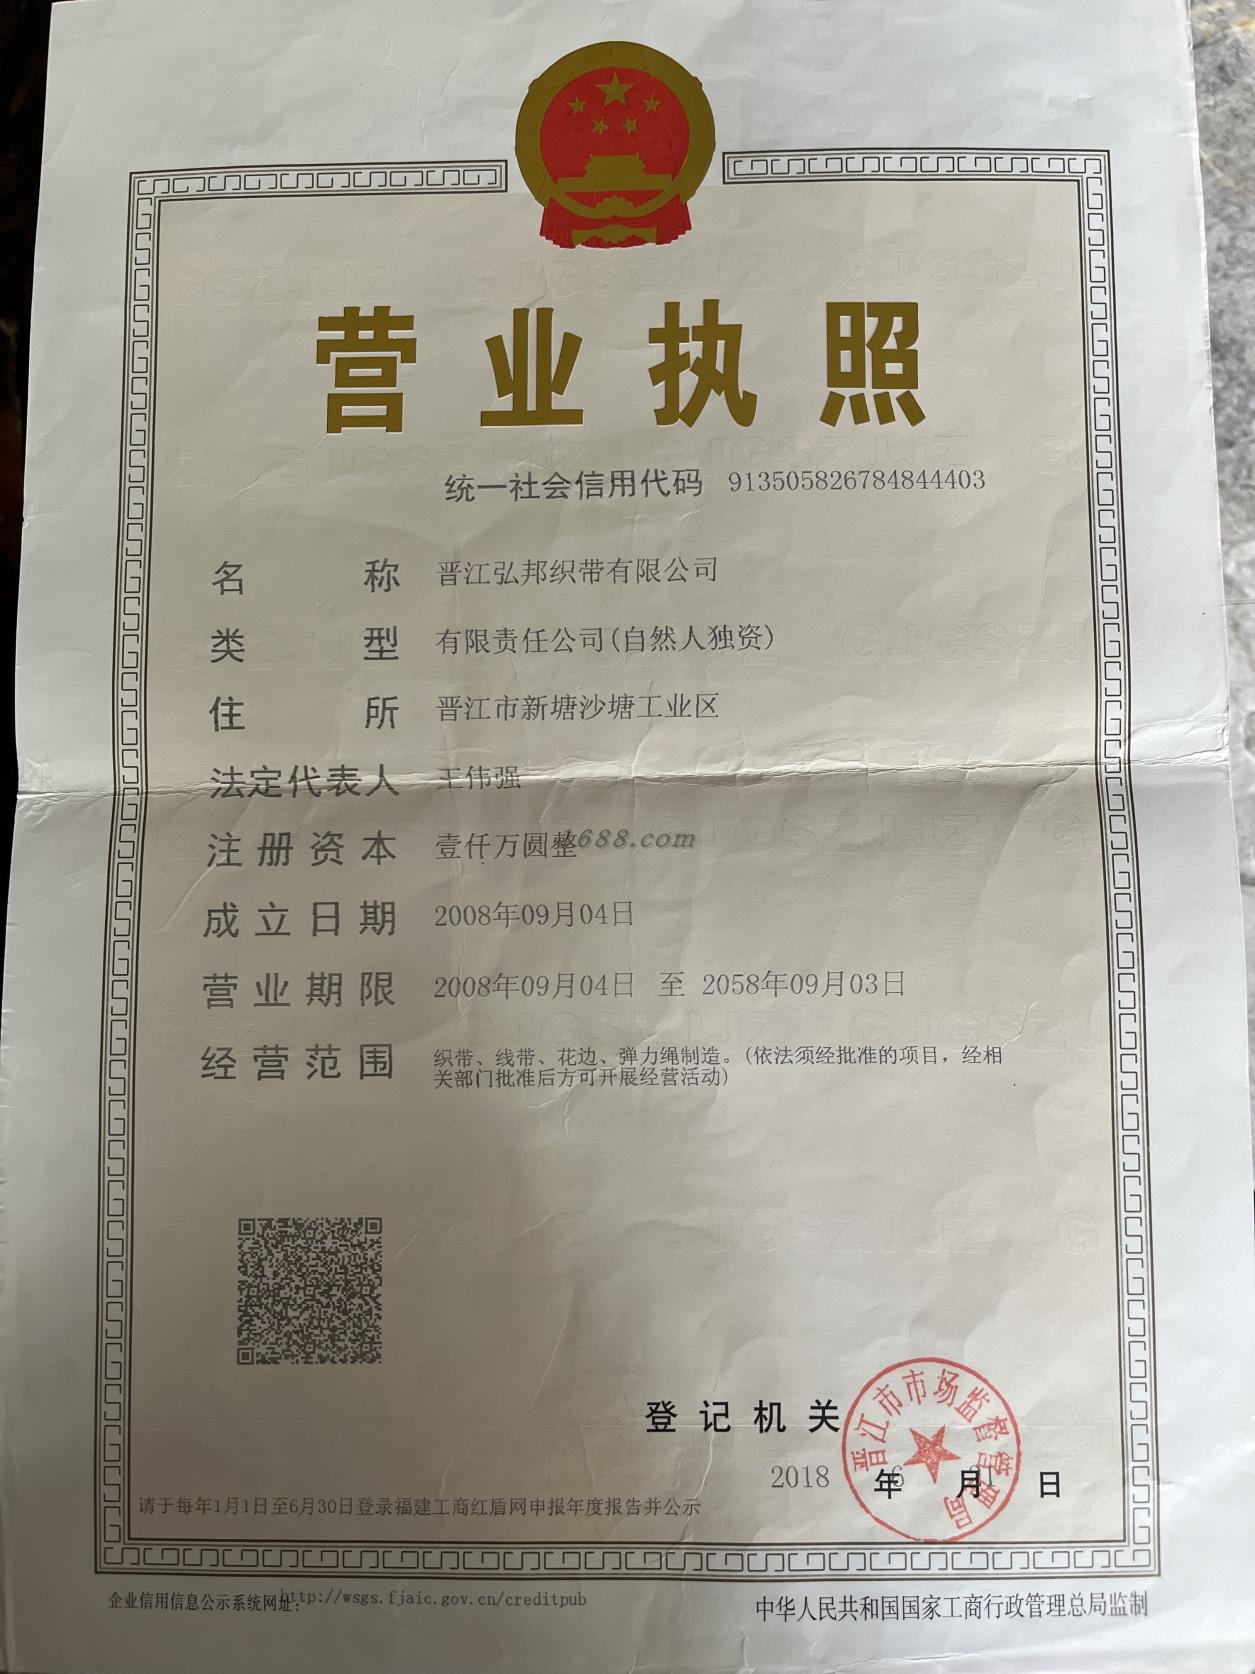 营业执照
统一社会信用代码 913505826784844403
名称 晋江弘邦织带有限公司
类型 有限责任公司(自然人独资)
住所 晋江市新塘沙塘工业区
法定代表人 王伟强
注册资本 壹仟万圆整
1688.com
成立日期 2008年09月04日
营业期限 2008年09月04日 至 2058年09月03日
经营范围 织带、线带、花边、弹力绳制造。(依法须经批准的项目，经相
关部门批准后方可开展经营活动)
登记机关
晋江市市场监督管理局
2018 年 6 月 21 日
请于每年1月1日至6月30日登录福建工商红盾网申报年度报告并公示
企业信用信息公示系统网址：http://wsgs.fjaic.gov.cn/creditpub
中华人民共和国国家工商行政管理总局监制